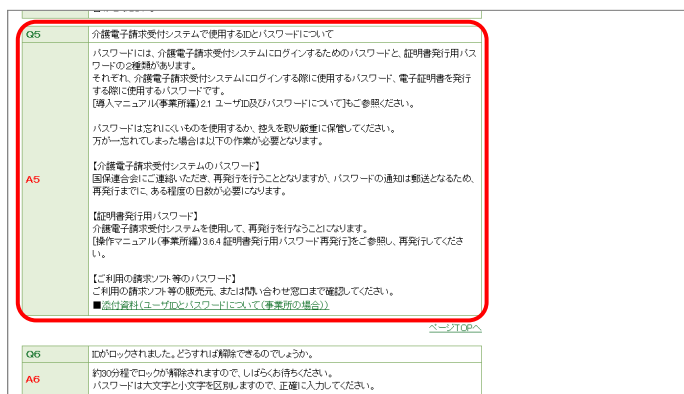 Q5
介護電子請求受付システムで使用するIDとパスワードについて
A5
パスワードには、介護電子請求受付システムにログインするためのパスワードと、証明書発行用パス
ワードの2種類があります。
それぞれ、介護電子請求受付システムにログインする際に使用するパスワード、電子証明書を発行
する際に使用するパスワードです。
[導入マニュアル(事業所編)2.1 ユーザID及びパスワードについて]もご参照ください。
パスワードは忘れにくいものを使用するか、控えを取り厳重に保管してください。
万が一忘れてしまった場合は以下の作業が必要となります。
【介護電子請求受付システムのパスワード】
国保連合会にご連絡いただき、再発行を行うこととなりますが、パスワードの通知は郵送となるため、
再発行までに、ある程度の日数が必要になります。
【証明書発行用パスワード】
介護電子請求受付システムを使用して、再発行を行なうことになります。
[操作マニュアル(事業所編)3.6.4 証明書発行用パスワード再発行]をご参照し、再発行してくださ
い。
【ご利用の請求ソフト等のパスワード】
ご利用の請求ソフト等の販売元、または問い合わせ窓口まで確認してください。
■添付資料(ユーザIDとパスワードについて(事業所の場合))
ページTOPへ
Q6
IDがロックされました。どうすれば解除できるのでしょうか。
A6
約30分程でロックが解除されますので、しばらくお待ちください。
パスワードは大文字と小文字を区別しますので、正確に入力してください。